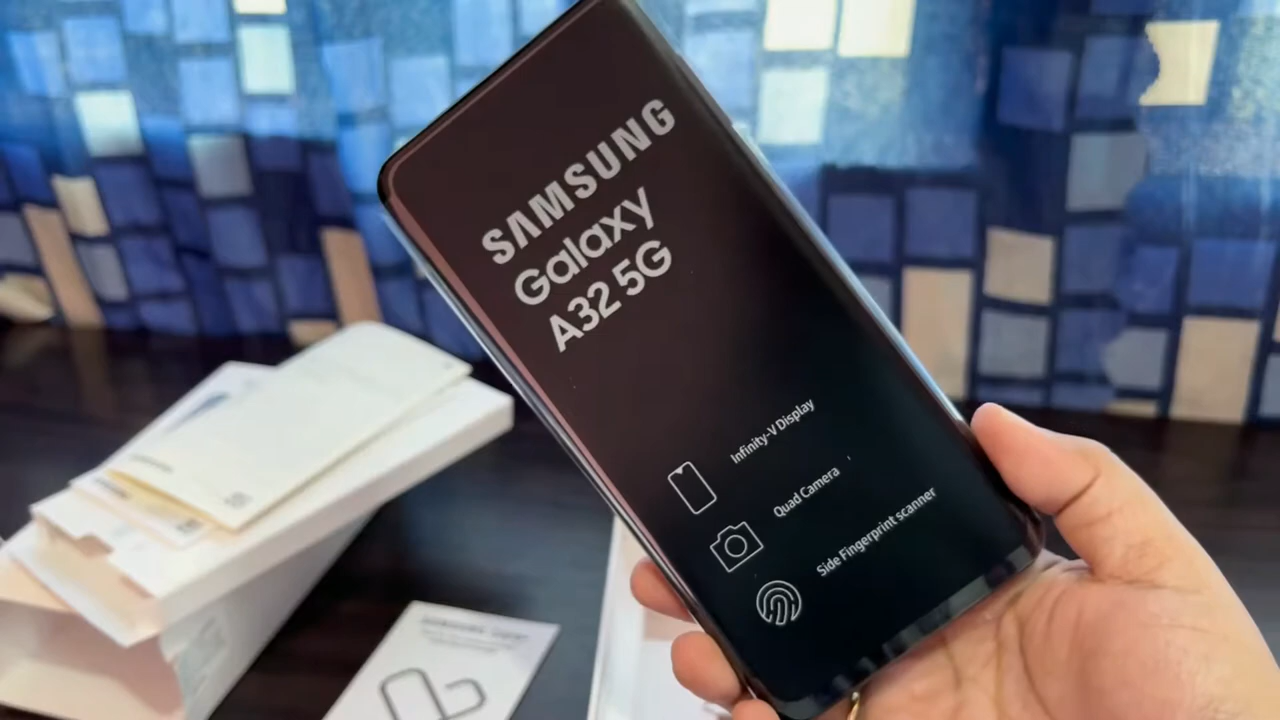 SAMSUNG
Galaxy
A32 5G
Infinity-V Display
Quad Camera
Side Fingerprint scanner